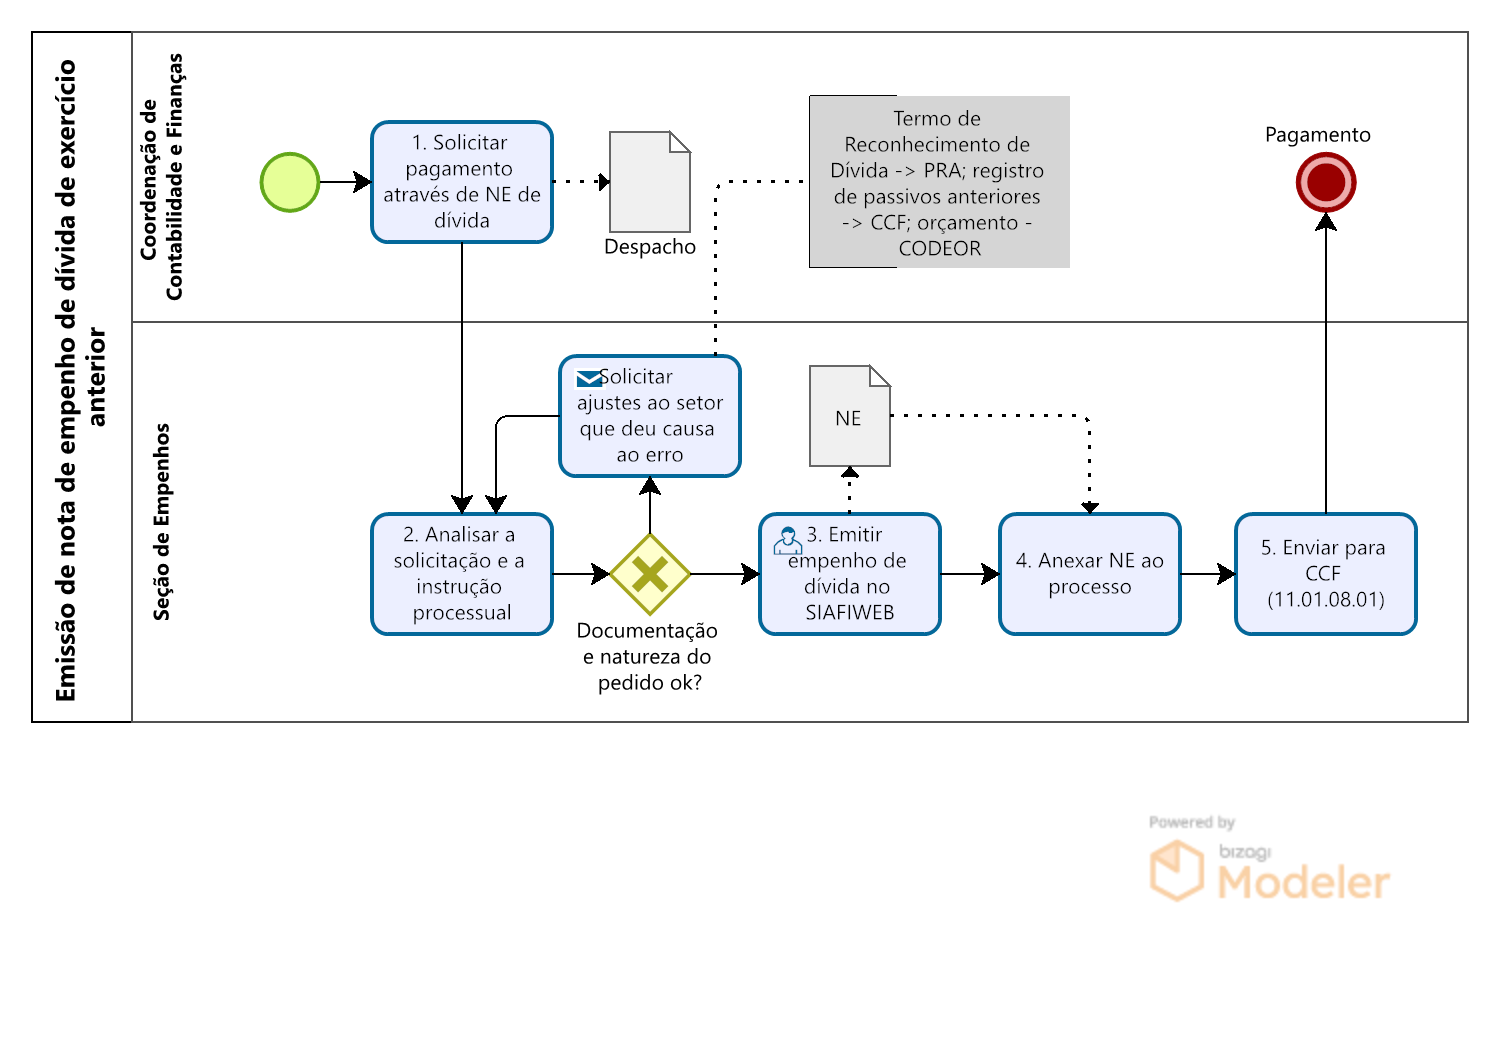 Emissão de nota de empenho de dívida de exercício
anterior
Coordenação de
Contabilidade e Finanças
1. Solicitar
pagamento
através de NE de
dívida
Despacho
Termo de
Reconhecimento de
Dívida -> PRA; registro
de passivos anteriores
-> CCF; orçamento -
CODEOR
Pagamento
Seção de Empenhos
Solicitar
ajustes ao setor
que deu causa
ao erro
NE
2. Analisar a
solicitação e a
instrução
processual
Documentação
e natureza do
pedido ok?
3. Emitir
empenho de
dívida no
SIAFIWEB
4. Anexar NE ao
processo
5. Enviar para
CCF
(11.01.08.01)
Powered by
bizagi
Modeler